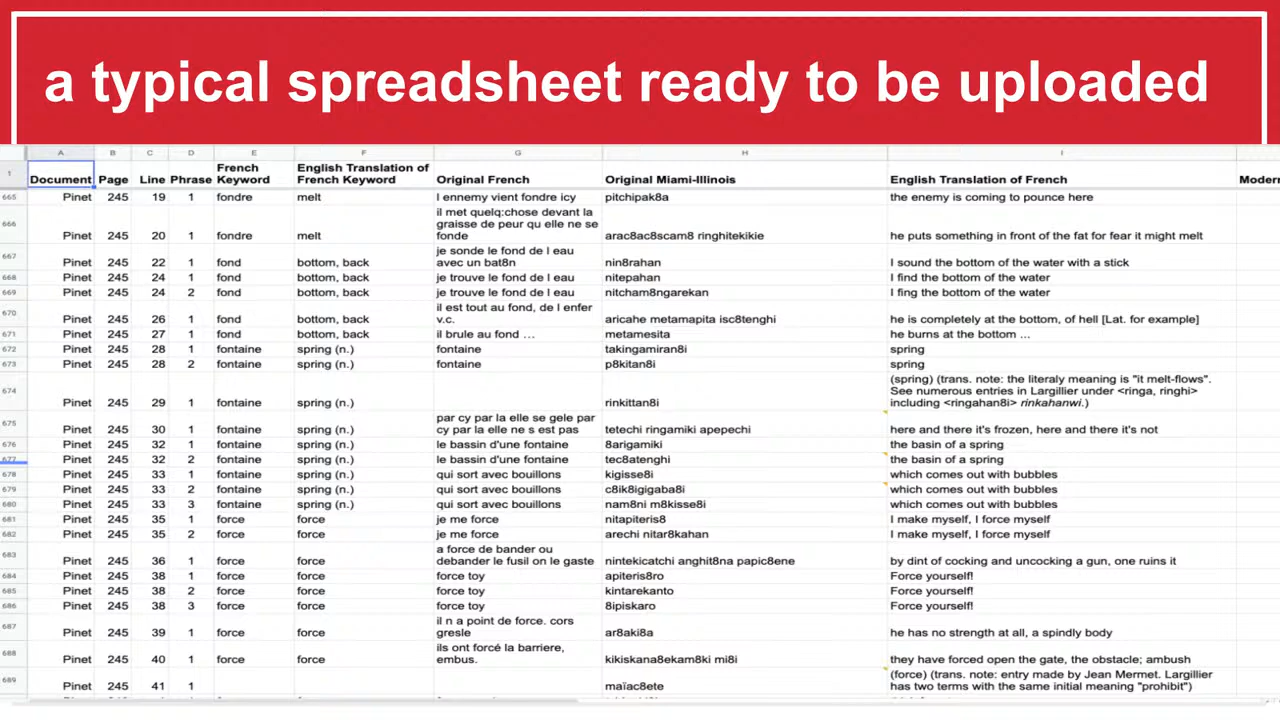 a typical spreadsheet ready to be uploaded
A B C D E F G H I
1 Document Page Line Phrase French Keyword English Translation of French Keyword Original French Original Miami-Illinois English Translation of French Modern
665 Pinet 245 19 1 fondre melt l ennemy vient fondre icy pitchipak8a the enemy is coming to pounce here
666 Pinet 245 20 1 fondre melt il met quelq:chose devant la graisse de peur qu elle ne se fonde arac8ac8scam8 ringhitekikie he puts something in front of the fat for fear it might melt
667 Pinet 245 22 1 fond bottom, back je sonde le fond de l eau avec un bat8n nin8rahan I sound the bottom of the water with a stick
668 Pinet 245 24 1 fond bottom, back je trouve le fond de l eau nitepahan I find the bottom of the water
669 Pinet 245 24 2 fond bottom, back je trouve le fond de l eau nitcham8ngarekan I fing the bottom of the water
670 Pinet 245 26 1 fond bottom, back il est tout au fond, de l enfer v.c. aricahe metamapita isc8tenghi he is completely at the bottom, of hell [Lat. for example]
671 Pinet 245 27 1 fond bottom, back il brule au fond … metamesita he burns at the bottom …
672 Pinet 245 28 1 fontaine spring (n.) fontaine takingamiran8i spring
673 Pinet 245 28 2 fontaine spring (n.) fontaine p8kitan8i spring
674 Pinet 245 29 1 fontaine spring (n.) rinkittan8i (spring) (trans. note: the literaly meaning is "it melt-flows". See numerous entries in Largillier under <ringa, ringhi> including <ringahan8i> rinkahanwi.)
675 Pinet 245 30 1 fontaine spring (n.) par cy par la elle se gele par cy par la elle ne s est pas tetechi ringamiki apepechi here and there it's frozen, here and there it's not
676 Pinet 245 32 1 fontaine spring (n.) le bassin d'une fontaine 8arigamiki the basin of a spring
677 Pinet 245 32 2 fontaine spring (n.) le bassin d'une fontaine tec8atenghi the basin of a spring
678 Pinet 245 33 1 fontaine spring (n.) qui sort avec bouillons kigisse8i which comes out with bubbles
679 Pinet 245 33 2 fontaine spring (n.) qui sort avec bouillons c8ik8igigaba8i which comes out with bubbles
680 Pinet 245 33 3 fontaine spring (n.) qui sort avec bouillons nam8ni m8kisse8i which comes out with bubbles
681 Pinet 245 35 1 force force je me force nitapiteris8 I make myself, I force myself
682 Pinet 245 35 2 force force je me force arechi nitar8kahan I make myself, I force myself
683 Pinet 245 36 1 force force a force de bander ou debander le fusil on le gaste nintekicatchi anghit8na papic8ene by dint of cocking and uncocking a gun, one ruins it
684 Pinet 245 38 1 force force force toy apiteris8ro Force yourself!
685 Pinet 245 38 2 force force force toy kintarekanto Force yourself!
686 Pinet 245 38 3 force force force toy 8ipiskaro Force yourself!
687 Pinet 245 39 1 force force il n a point de force. cors gresle ar8aki8a he has no strength at all, a spindly body
688 Pinet 245 40 1 force force ils ont forcé la barriere, embus. kikiskana8ekam8ki mi8i they have forced open the gate, the obstacle; ambush
689 Pinet 245 41 1 maïac8ete (force) (trans. note: entry made by Jean Mermet. Largillier has two terms with the same initial meaning "prohibit")